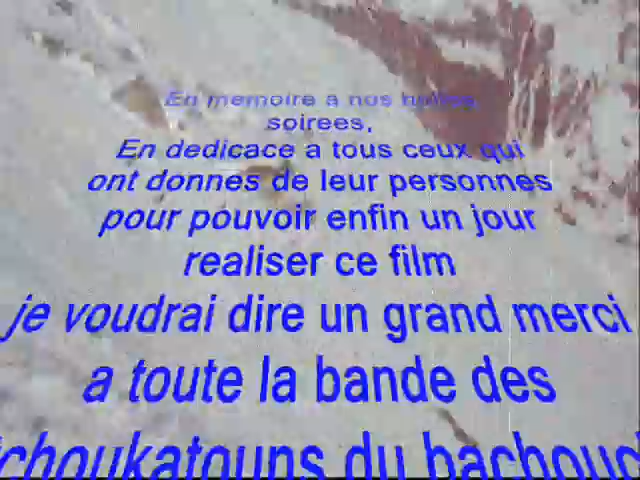 En memoire a nos
soirees,
En dedicace a tous ceux qui
ont donnes de leur personnes
pour pouvoir enfin un jour
realiser ce film
je voudrai dire un grand merci
a toute la bande des
du